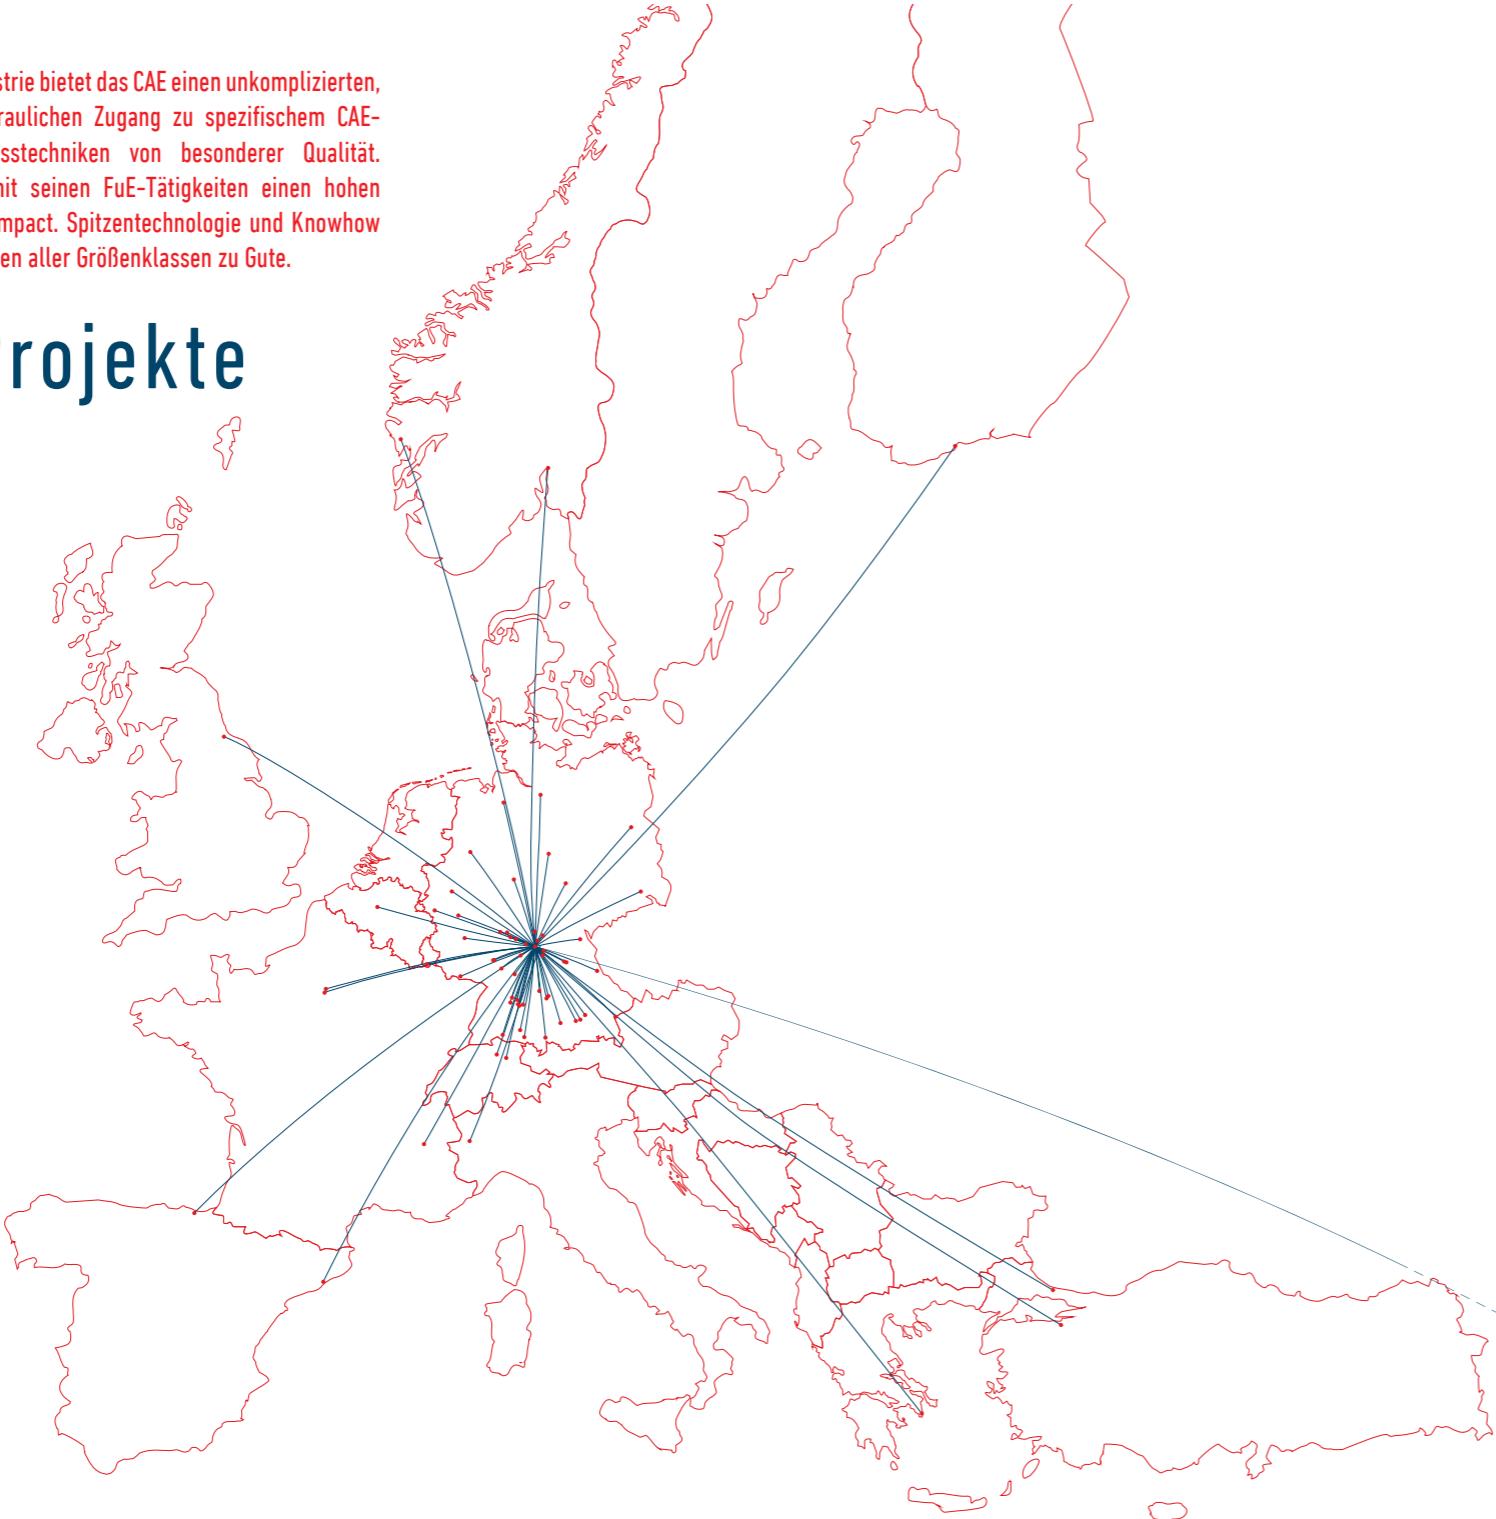 strie bietet das CAE einen unkomplizierten,
raulichen Zugang zu spezifischem CAE-
sstechniken von besonderer Qualität.
nit seinen FuE-Tätigkeiten einen hohen
mpact. Spitzentechnologie und Knowhow
en aller Größenklassen zu Gute.
rojekte